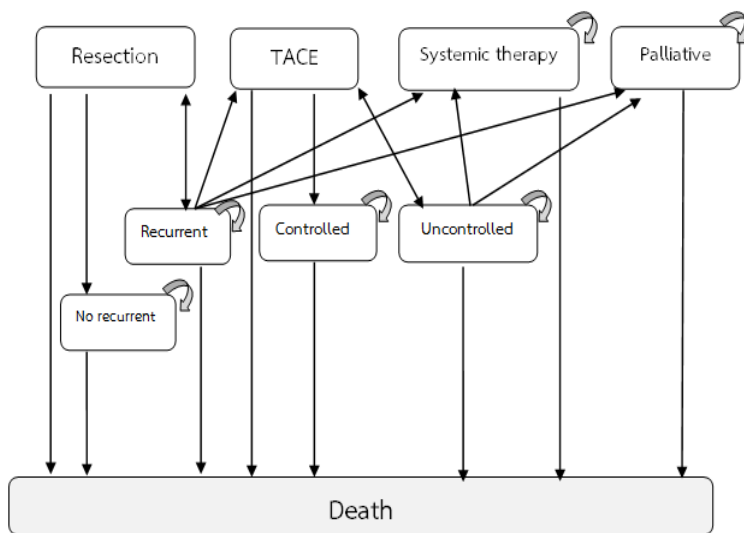 Resection
TACE
Systemic therapy
Palliative
Recurrent
Controlled
Uncontrolled
No recurrent
Death